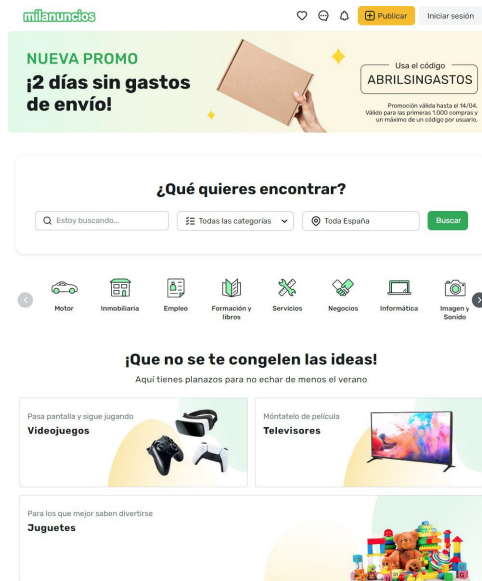 milanuncios
Publicar
Iniciar sesión
NUEVA PROMO
¡2 días sin gastos
de envío!
Usa el código
ABRILSINGASTOS
Promoción válida hasta el 14/04.
Válido para las primeras 1.000 compras y
un máximo de un código por usuario.
¿Qué quieres encontrar?
Estoy buscando...
Todas las categorías
Toda España
Buscar
Motor
Inmobiliaria
Empleo
Formación y
libros
Servicios
Negocios
Informática
Imagen y
Sonido
¡Que no se te congelen las ideas!
Aquí tienes planazos para no echar de menos el verano
Pasa pantalla y sigue jugando
Videojuegos
Móntatelo de película
Televisores
Para los que mejor saben divertirse
Juguetes